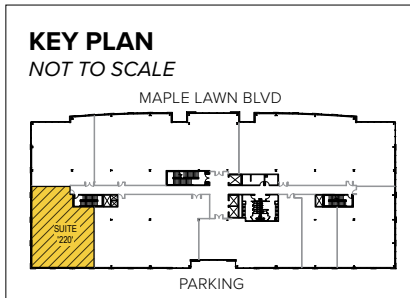 KEY PLAN
NOT TO SCALE
MAPLE LAWN BLVD
SUITE
'220'
PARKING